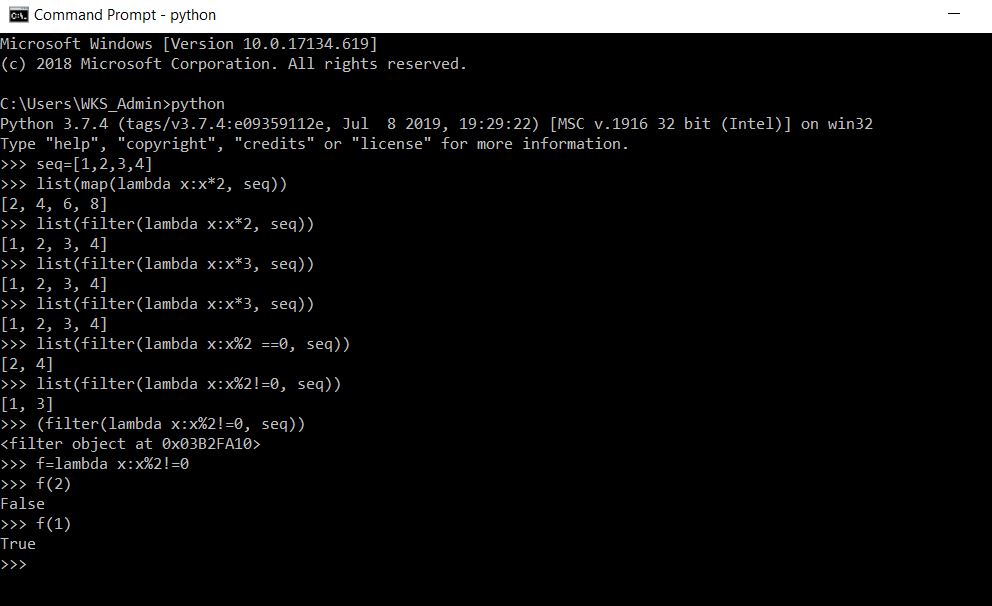 Command Prompt - python
Microsoft Windows [Version 10.0.17134.619]
(c) 2018 Microsoft Corporation. All rights reserved.
C:\Users\WKS_Admin>python
Python 3.7.4 (tags/v3.7.4:e09359112e, Jul  8 2019, 19:29:22) [MSC v.1916 32 bit (Intel)] on win32
Type "help", "copyright", "credits" or "license" for more information.
>>> seq=[1,2,3,4]
>>> list(map(lambda x:x*2, seq))
[2, 4, 6, 8]
>>> list(filter(lambda x:x*2, seq))
[1, 2, 3, 4]
>>> list(filter(lambda x:x*3, seq))
[1, 2, 3, 4]
>>> list(filter(lambda x:x*3, seq))
[1, 2, 3, 4]
>>> list(filter(lambda x:x%2 ==0, seq))
[2, 4]
>>> list(filter(lambda x:x%2!=0, seq))
[1, 3]
>>> (filter(lambda x:x%2!=0, seq))
<filter object at 0x03B2FA10>
>>> f=lambda x:x%2!=0
>>> f(2)
False
>>> f(1)
True
>>>